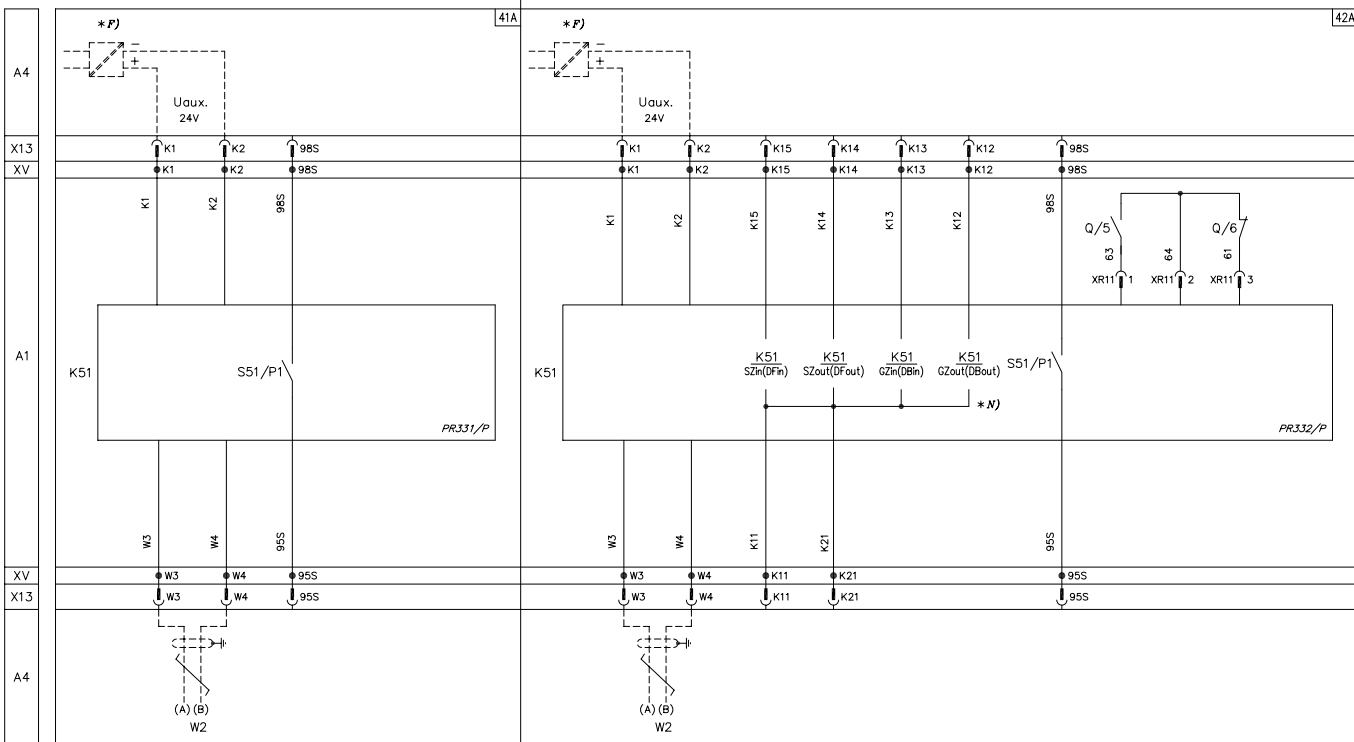 *F)
41A
*F)
42A
A4
−
+
−
+
Uaux.
24V
Uaux.
24V
X13
K1
K2
98S
K1
K2
K15
K14
K13
K12
98S
XV
K1
K2
98S
K1
K2
K15
K14
K13
K12
98S
K1
K2
98S
K1
K2
K15
K14
K13
K12
98S
Q/5
Q/6
63
64
61
XR11 1
XR11 2
XR11 3
A1
K51
S51/P1
PR331/P
K51
K51
SZin(DFin)
K51
SZout(DFout)
K51
GZin(DBin)
K51
GZout(DBout)
S51/P1
*N)
PR332/P
W3
W4
95S
W3
W4
K11
K21
95S
XV
W3
W4
95S
W3
W4
K11
K21
95S
X13
W3
W4
95S
W3
W4
K11
K21
95S
A4
(A) (B)
W2
(A) (B)
W2